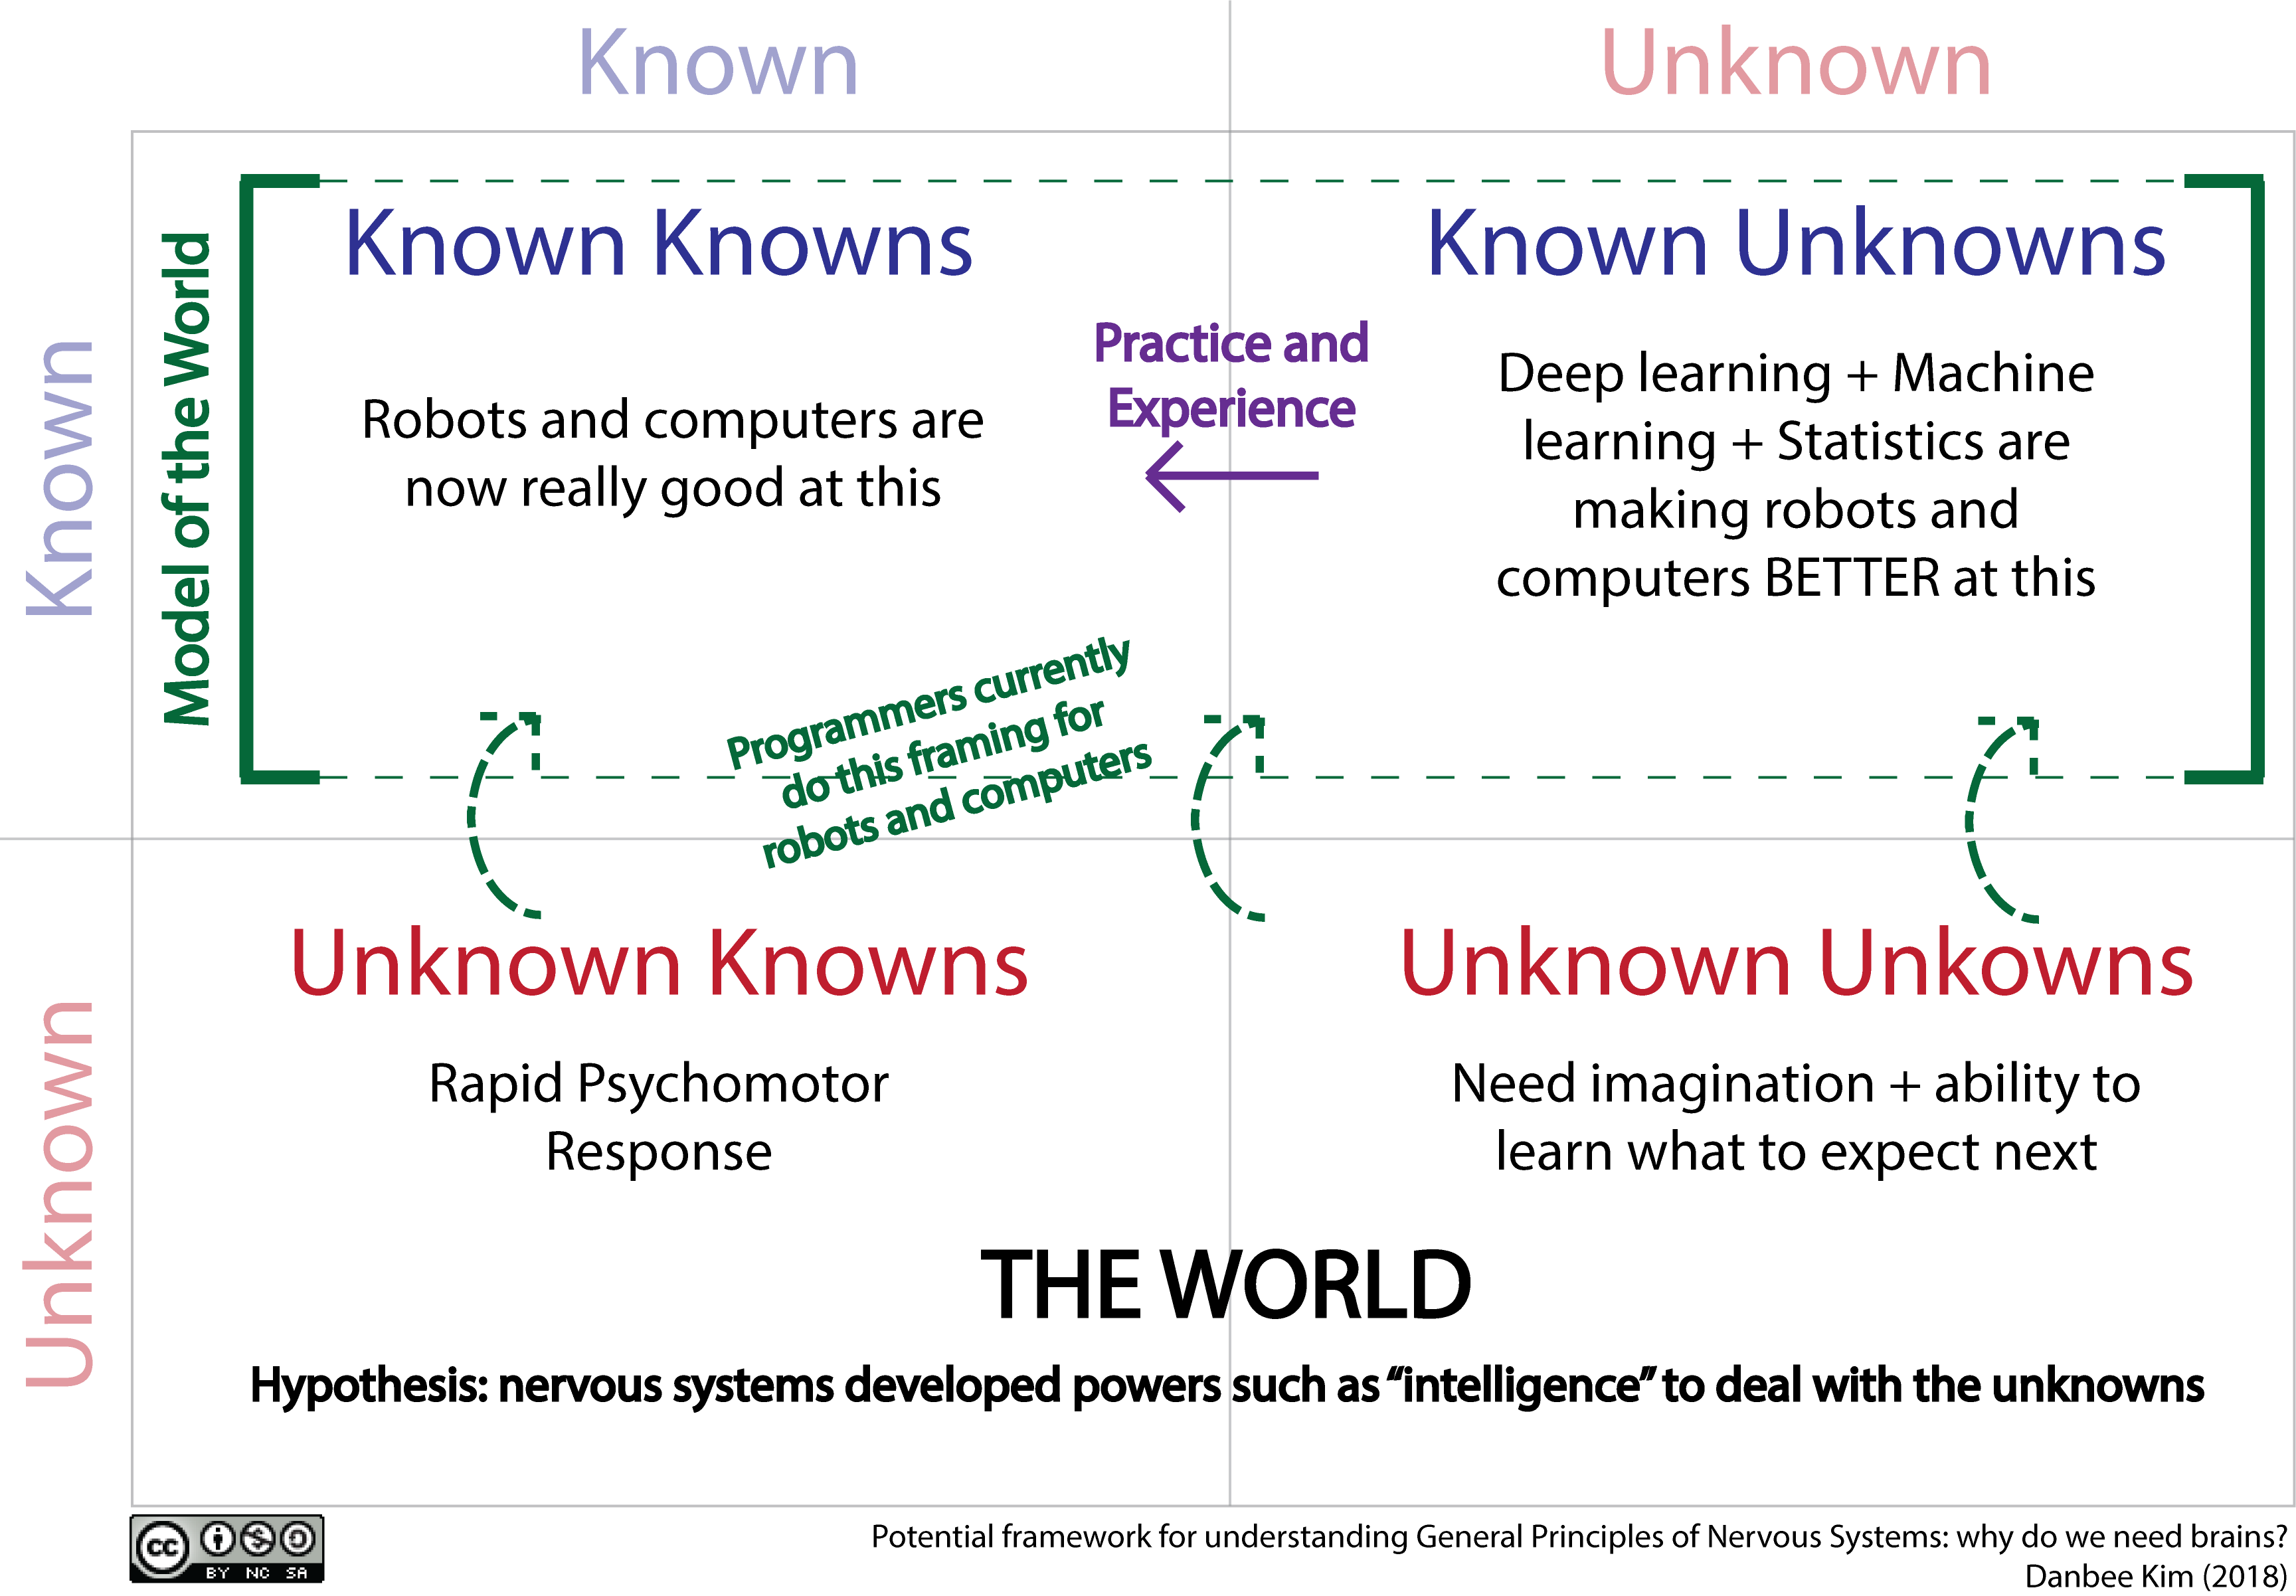 Known
Unknown
Known
Model of the World
Known Knowns
Robots and computers are
now really good at this
Practice and
Experience
Known Unknowns
Deep learning + Machine
learning + Statistics are
making robots and
computers BETTER at this
Programmers currently
do this framing for
robots and computers
Unknown
Unknown Knowns
Rapid Psychomotor
Response
Unknown Unkowns
Need imagination + ability to
learn what to expect next
THE WORLD
Hypothesis: nervous systems developed powers such as “intelligence” to deal with the unknowns
cc
BY NC SA
Potential framework for understanding General Principles of Nervous Systems: why do we need brains?
Danbee Kim (2018)